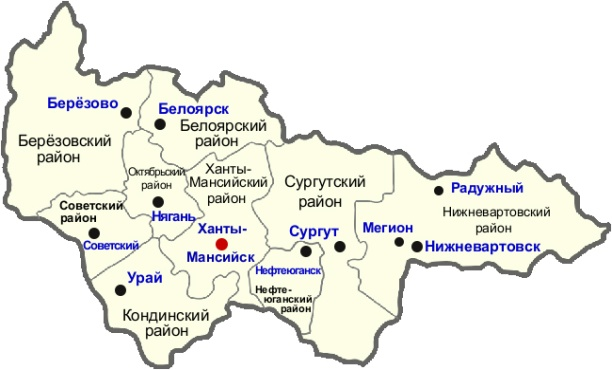 Берёзово
Белоярск
Белоярский
район
Берёзовский
район
Октябрьский
район
Ханты-
Мансийский
район
Сургутский
район
Радужный
Нижневартовский
район
Советский
район
Нягань
Советский
Ханты-
Мансийск
Сургут
Мегион
Нижневартовск
Урай
Нефтеюганск
Нефте-
юганский
район
Кондинский
район